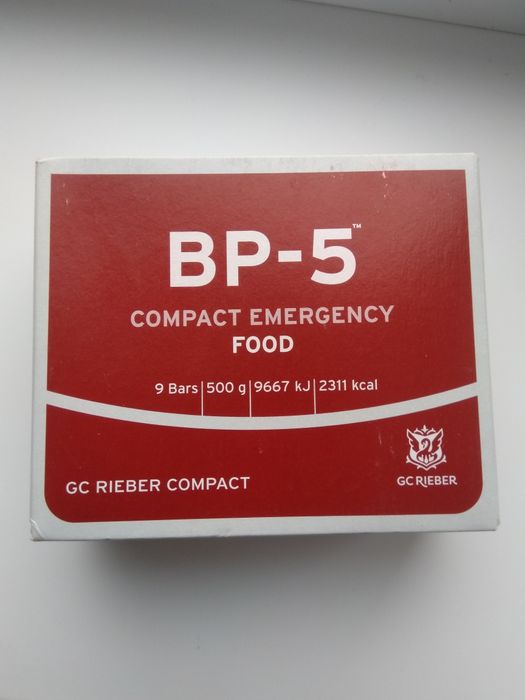 BP-5™
COMPACT EMERGENCY
FOOD
9 Bars | 500 g | 9667 kJ | 2311 kcal
GC RIEBER COMPACT
GC RIEBER